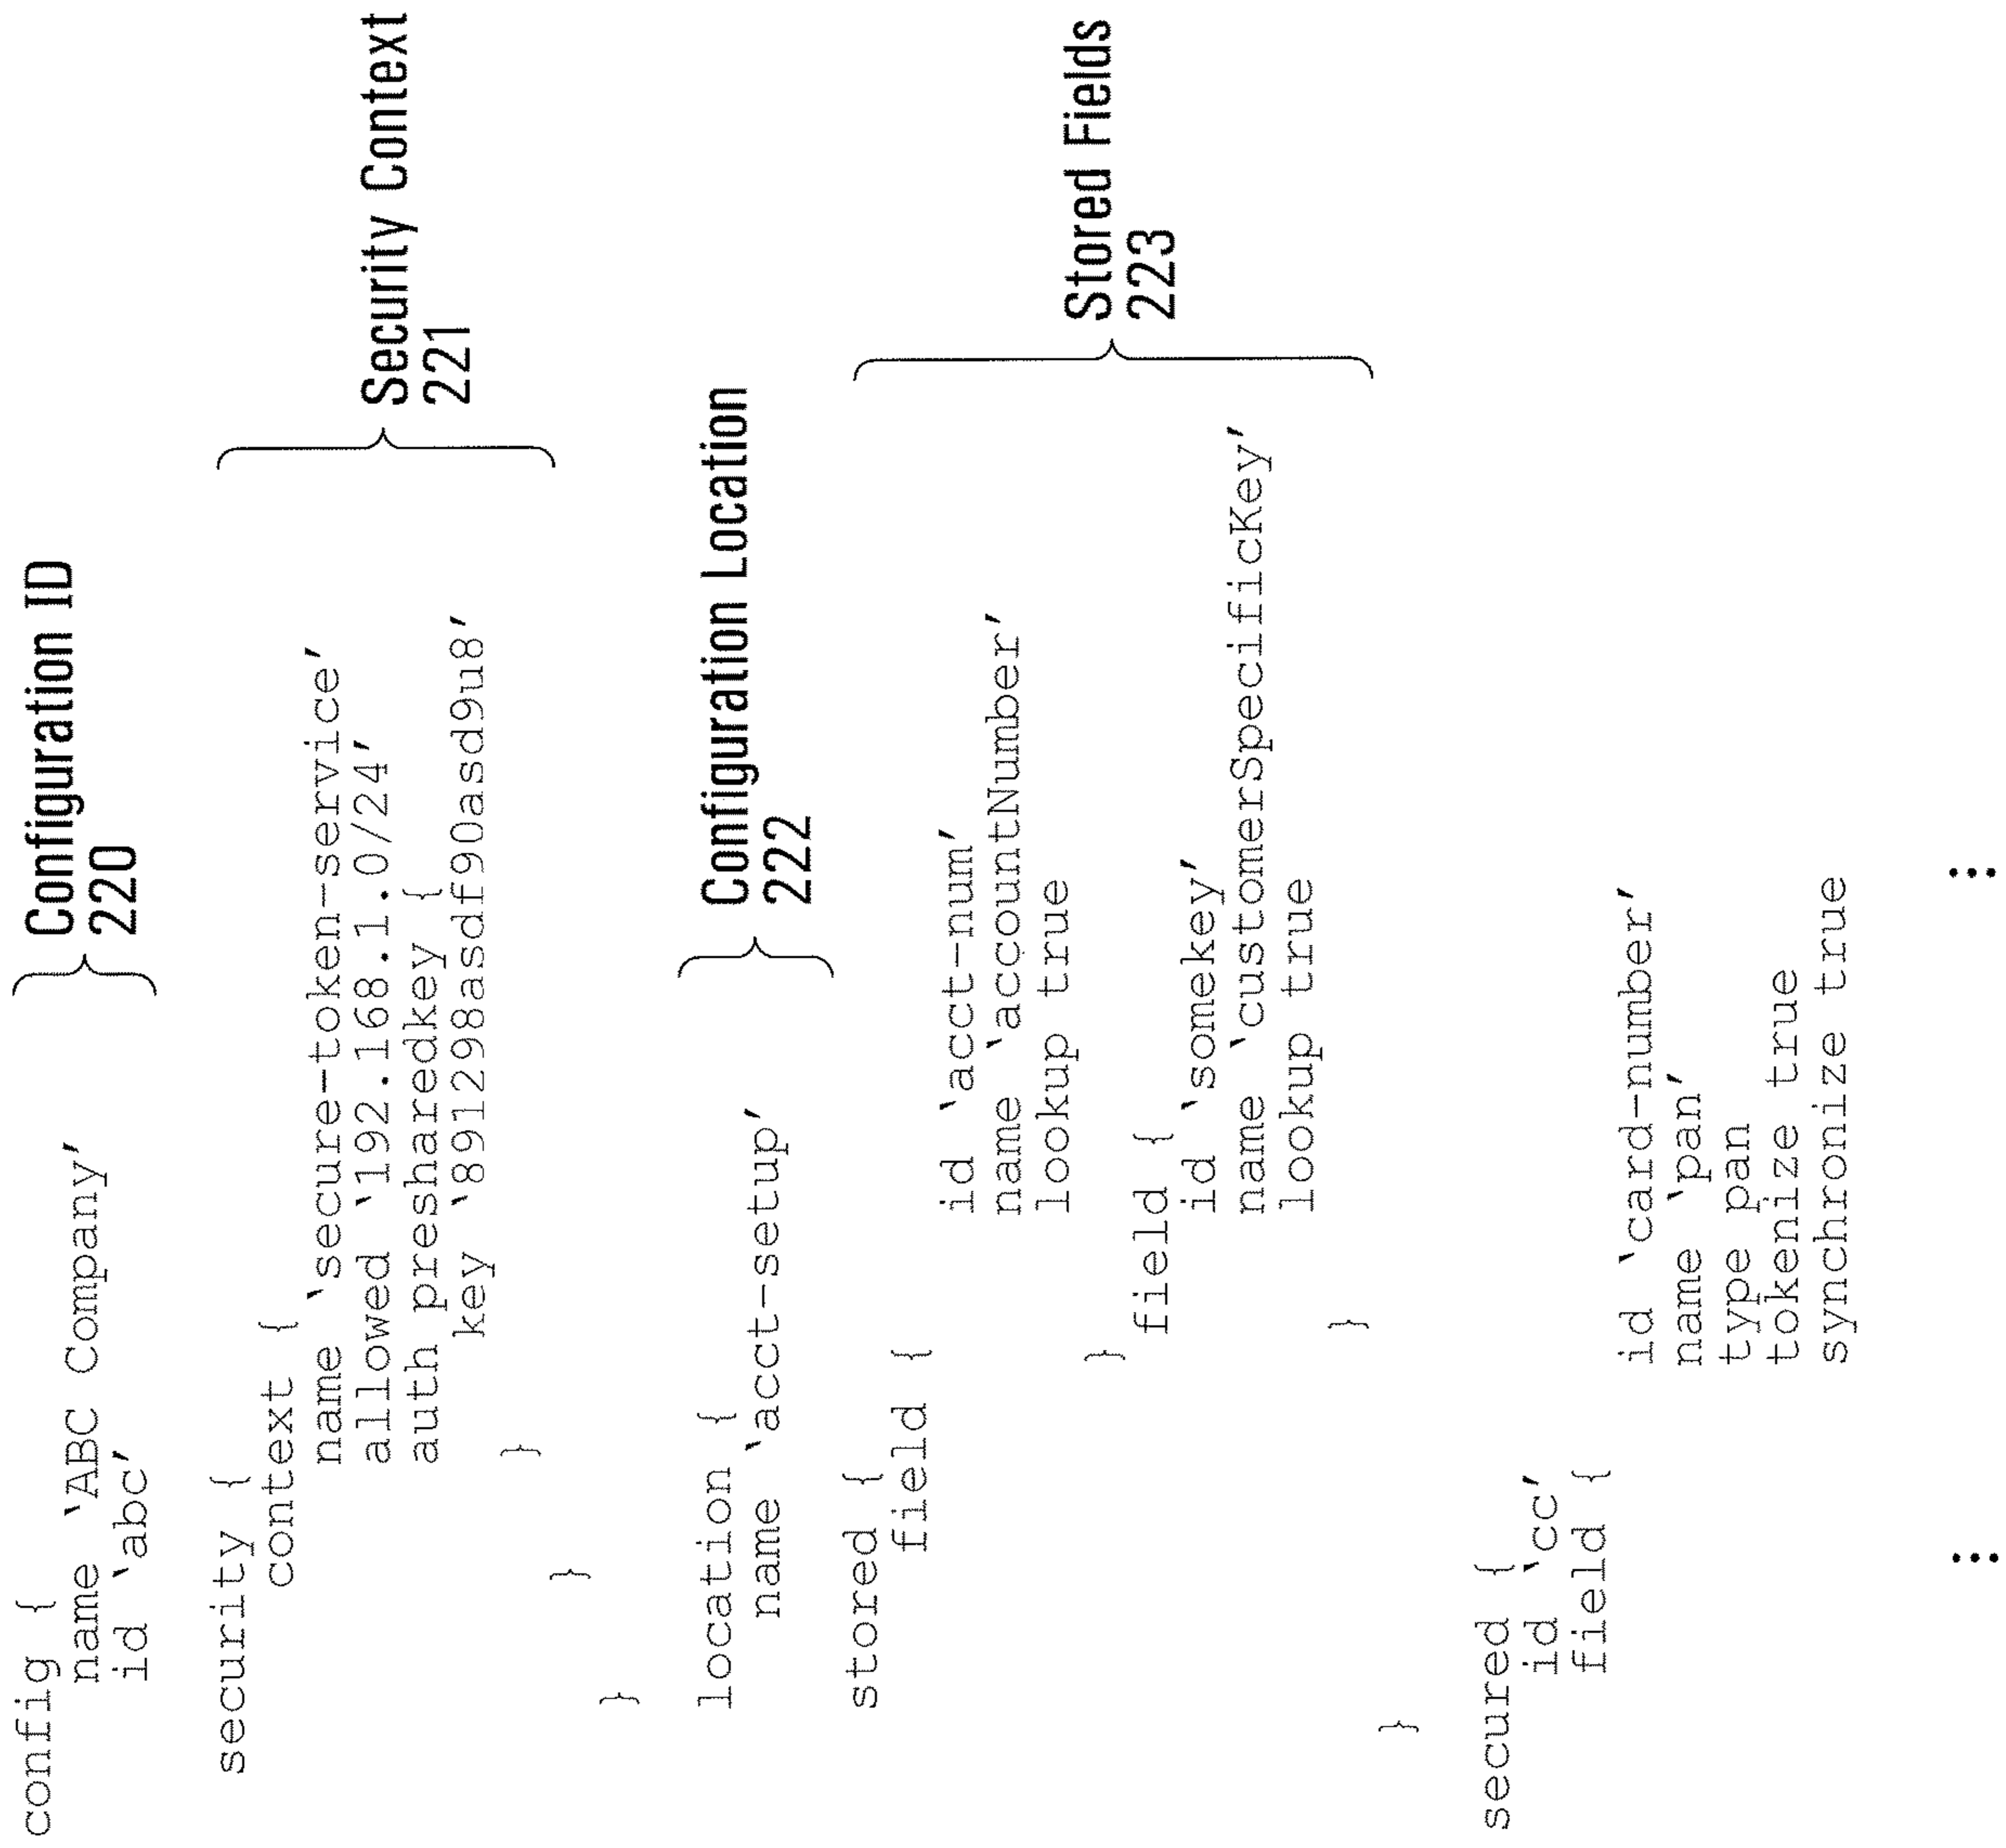 config {
name 'ABC Company'
id 'abc'
Configuration ID
220
security {
context {
name 'secure-token-service'
allowed '192.168.1.0/24'
auth presharedkey {
key '891298asdf90asd9u8'
}
}
}
Security Context
221
location {
name 'acct-setup'
Configuration Location
222
stored {
field {
id 'acct-num'
name 'accountNumber'
lookup true
}
field {
id 'somekey'
name 'customerSpecificKey'
lookup true
}
}
Stored Fields
223
secured {
id 'cc'
field {
id 'card-number'
name 'pan'
type pan
tokenize true
synchronize true
⋮ ⋮